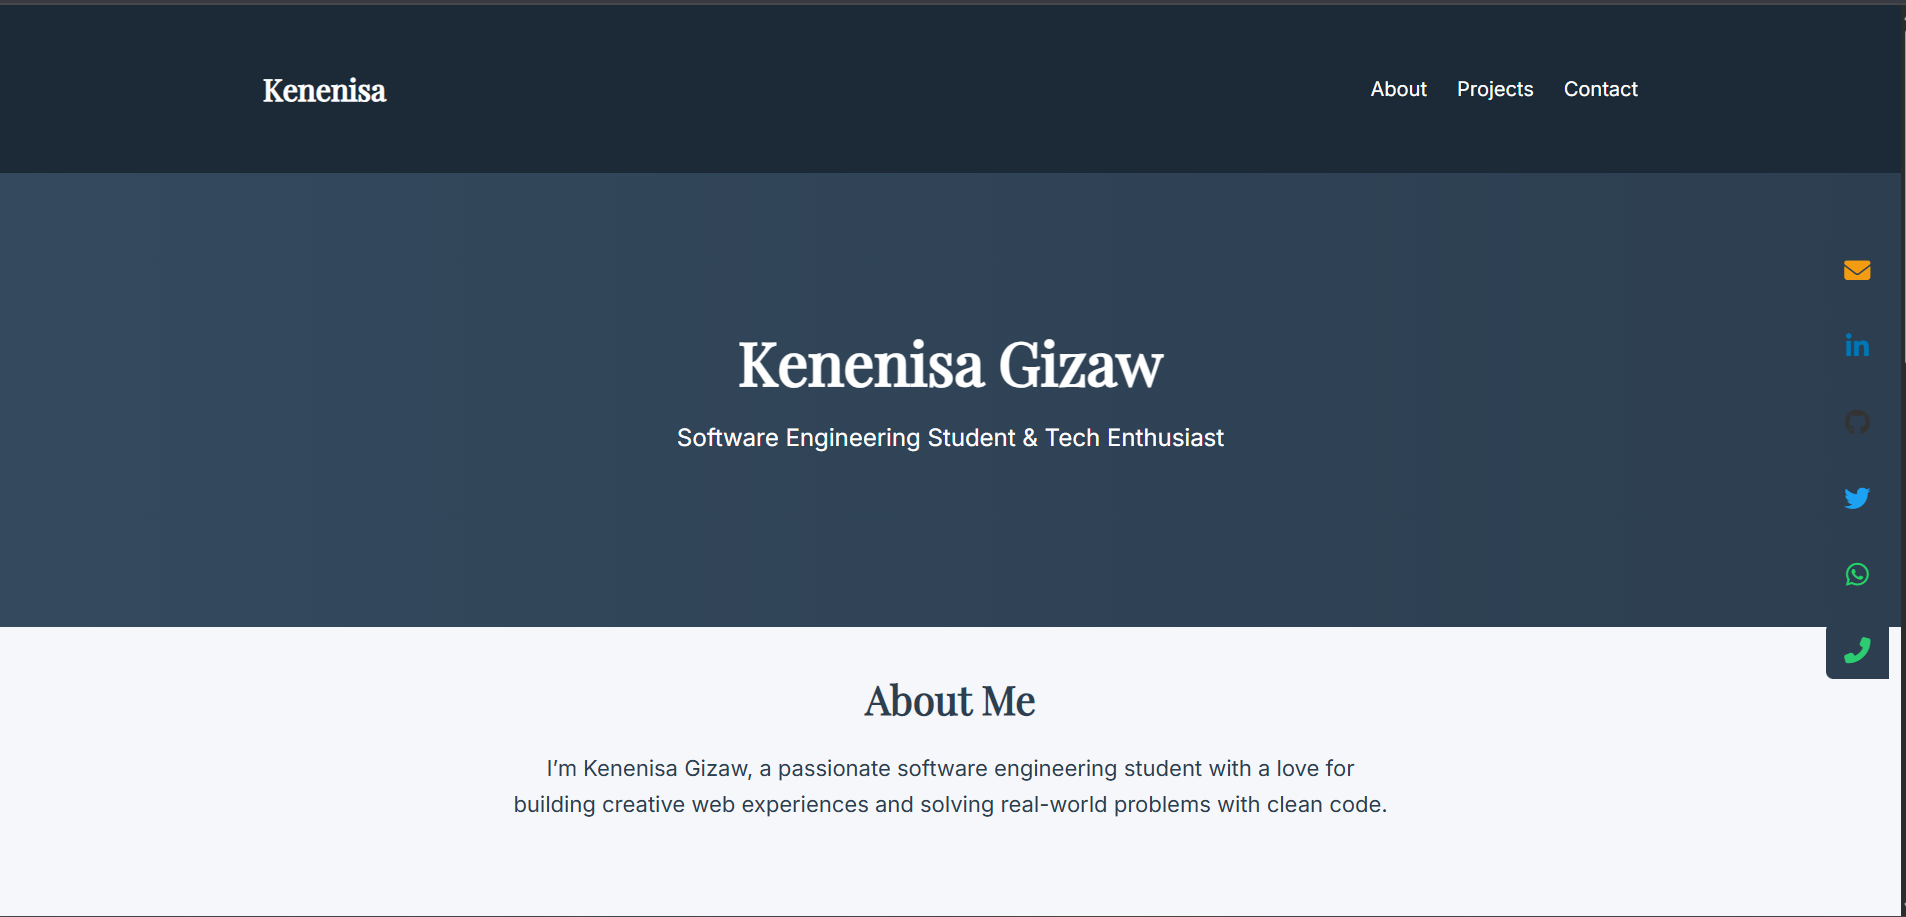 Kenenisa
About Projects Contact
Kenenisa Gizaw
Software Engineering Student & Tech Enthusiast
About Me
I’m Kenenisa Gizaw, a passionate software engineering student with a love for
building creative web experiences and solving real-world problems with clean code.